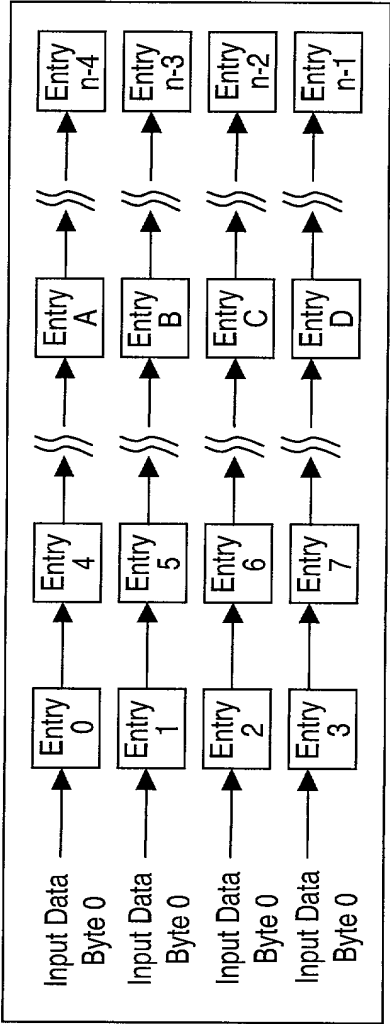 Input Data
Byte 0
Entry
0
Entry
4
Entry
A
Entry
n-4
Input Data
Byte 0
Entry
1
Entry
5
Entry
B
Entry
n-3
Input Data
Byte 0
Entry
2
Entry
6
Entry
C
Entry
n-2
Input Data
Byte 0
Entry
3
Entry
7
Entry
D
Entry
n-1